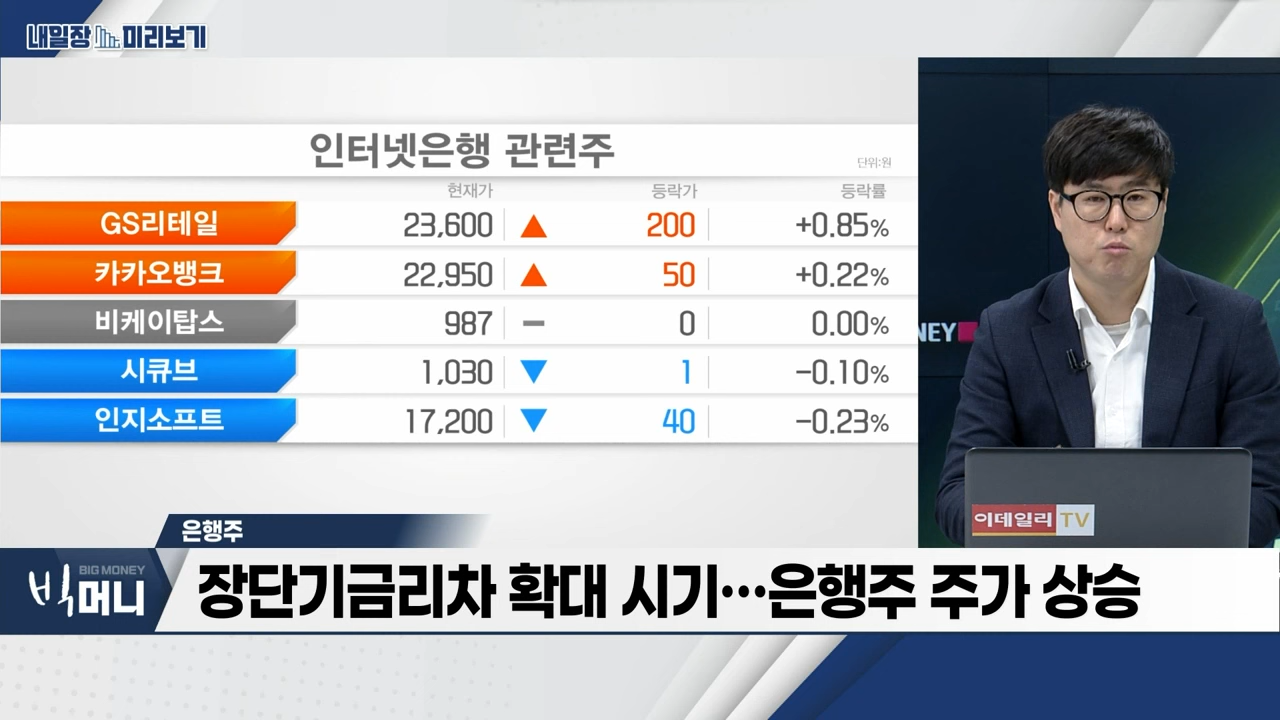 내일장 미리보기
인터넷은행 관련주
단위:원
현재가 등락가 등락률
GS리테일 23,600 ▲ 200 +0.85%
카카오뱅크 22,950 ▲ 50 +0.22%
비케이탑스 987 － 0 0.00%
시큐브 1,030 ▼ 1 -0.10%
인지소프트 17,200 ▼ 40 -0.23%
NEY
이데일리 TV
은행주
BIG MONEY
빅머니
장단기금리차 확대 시기…은행주 주가 상승